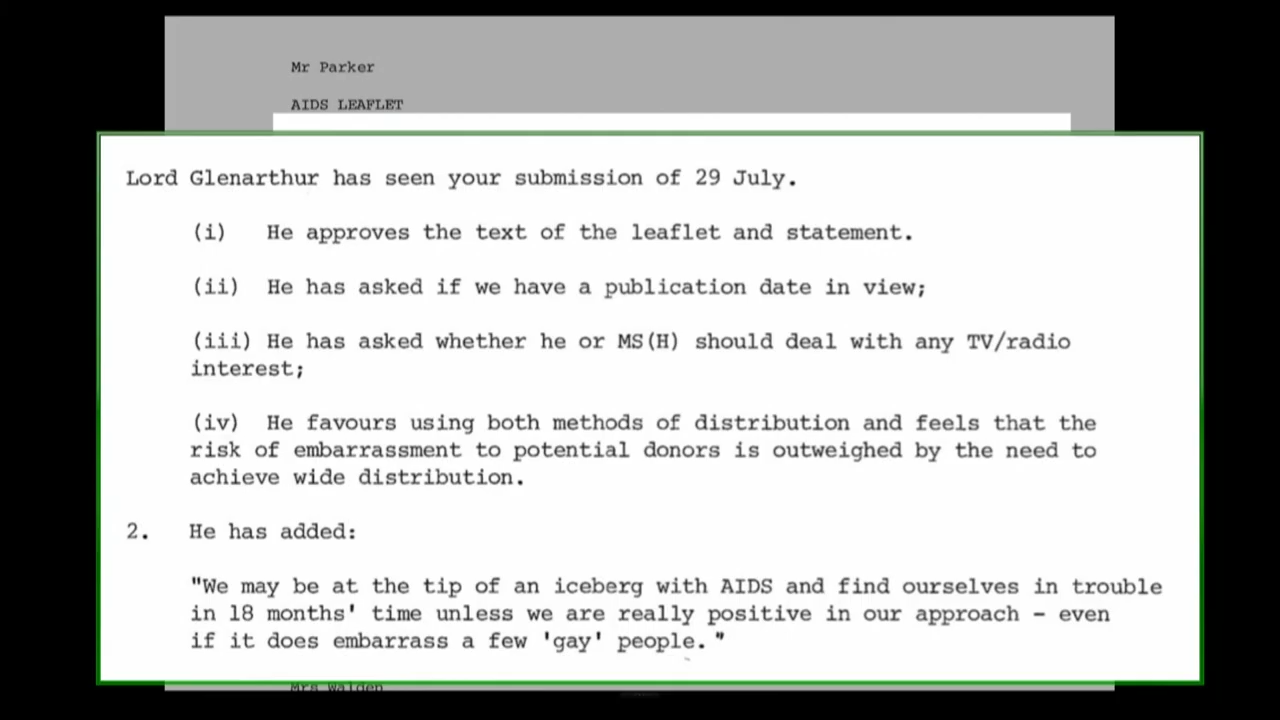 Mr Parker
AIDS LEAFLET
Lord Glenarthur has seen your submission of 29 July.
(i) He approves the text of the leaflet and statement.
(ii) He has asked if we have a publication date in view;
(iii) He has asked whether he or MS(H) should deal with any TV/radio
interest;
(iv) He favours using both methods of distribution and feels that the
risk of embarrassment to potential donors is outweighed by the need to
achieve wide distribution.
2. He has added:
"We may be at the tip of an iceberg with AIDS and find ourselves in trouble
in 18 months' time unless we are really positive in our approach - even
if it does embarrass a few 'gay' people."
Mrs Walden